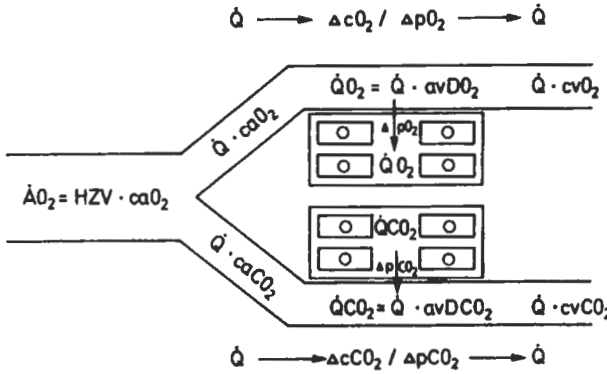 Q̇ → ΔcO₂ / ΔpO₂ → Q̇
Q̇O₂ = Q̇ · avDO₂ Q̇ · cvO₂
Q̇ · caO₂
ΔpO₂
Q̇O₂
ȦO₂ = HZV · caO₂
Q̇CO₂
ΔpCO₂
Q̇ · caCO₂
Q̇CO₂ = Q̇ · avDCO₂ Q̇ · cvCO₂
Q̇ → ΔcCO₂ / ΔpCO₂ → Q̇